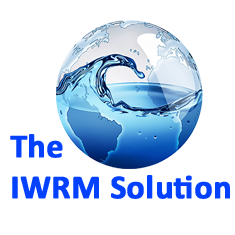 The
IWRM Solution